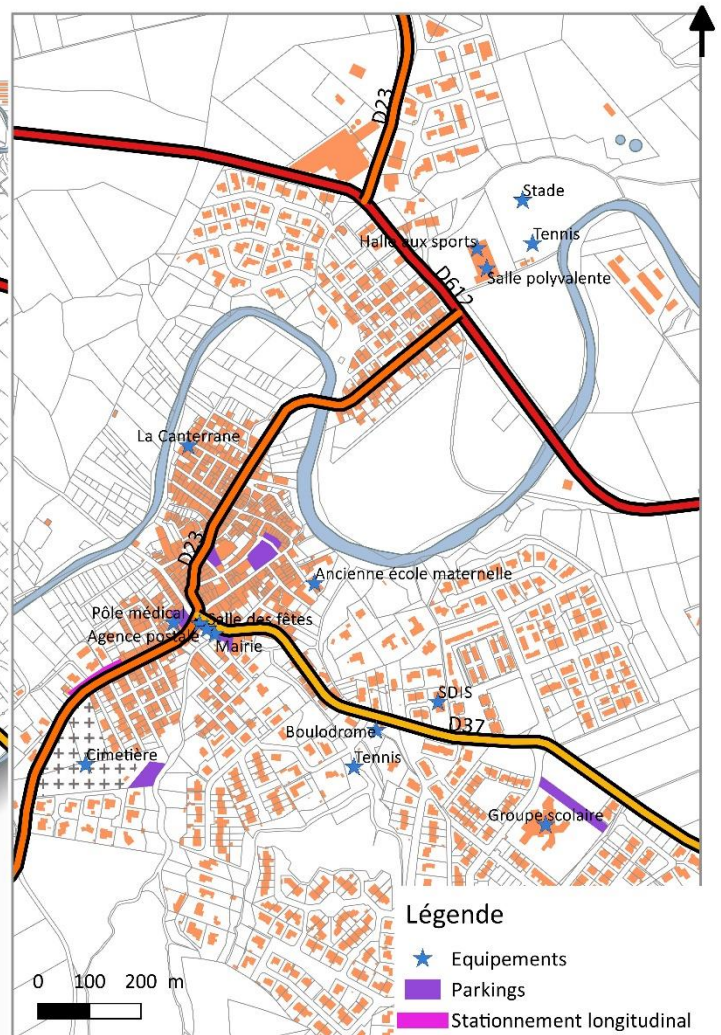 D23
Stade
Tennis
Halle aux sports
Salle polyvalente
D612
La Canterrane
D23
Ancienne école maternelle
Pôle médical
Salle des fêtes
Agence postale
Mairie
SDIS
D37
Boulodrome
Tennis
Cimetière
Groupe scolaire
Légende
Equipements
Parkings
Stationnement longitudinal
0 100 200 m